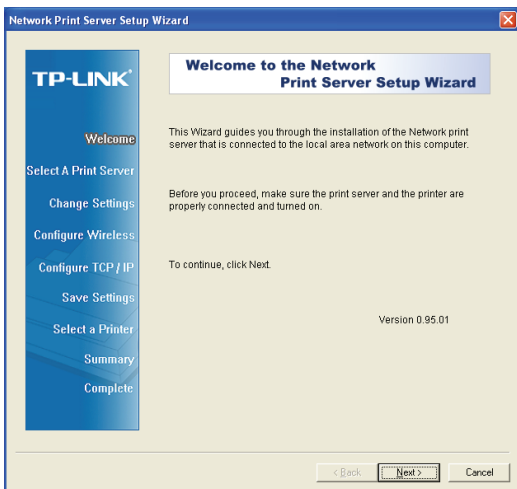 Network Print Server Setup Wizard
TP-LINK
Welcome
Select A Print Server
Change Settings
Configure Wireless
Configure TCP / IP
Save Settings
Select a Printer
Summary
Complete
Welcome to the Network
Print Server Setup Wizard
This Wizard guides you through the installation of the Network print
server that is connected to the local area network on this computer.
Before you proceed, make sure the print server and the printer are
properly connected and turned on.
To continue, click Next.
Version 0.95.01
< Back
Next >
Cancel